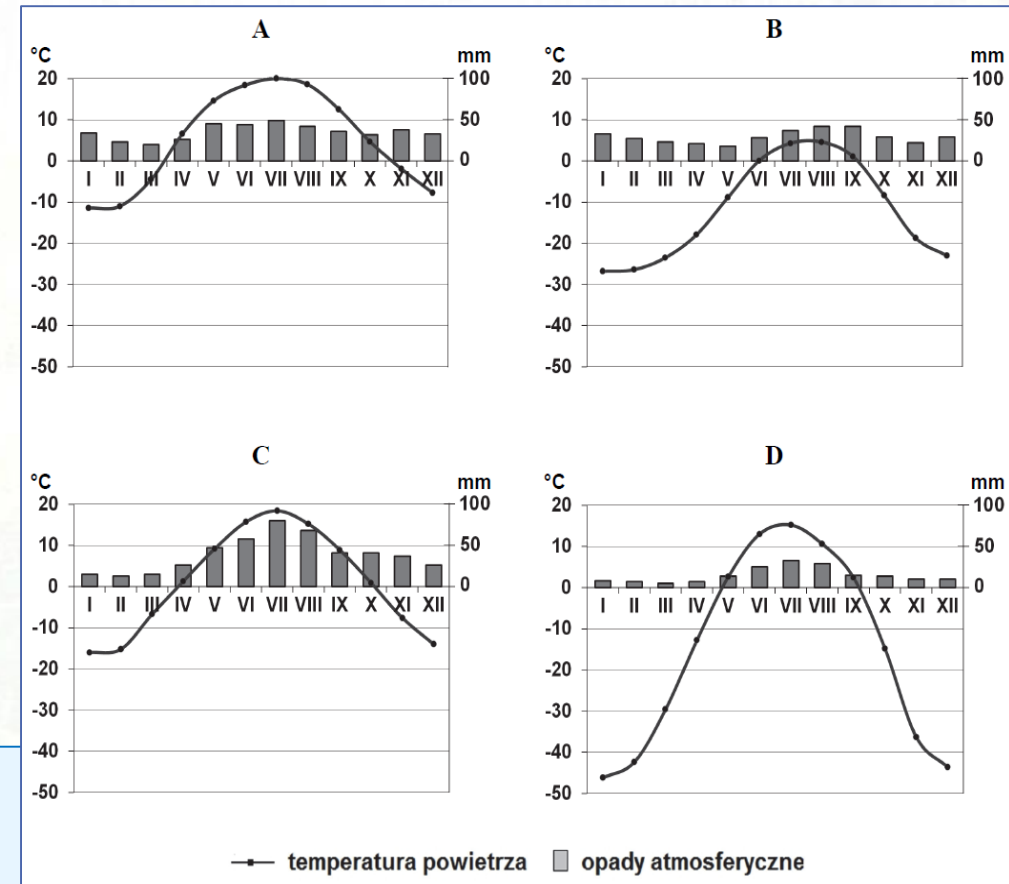 A
°C
mm
20
10
0
-10
-20
-30
-40
-50
100
50
0
I II III IV V VI VII VIII IX X XI XII
B
°C
mm
20
10
0
-10
-20
-30
-40
-50
100
50
0
I II III IV V VI VII VIII IX X XI XII
C
°C
mm
20
10
0
-10
-20
-30
-40
-50
100
50
0
I II III IV V VI VII VIII IX X XI XII
D
°C
mm
20
10
0
-10
-20
-30
-40
-50
100
50
0
I II III IV V VI VII VIII IX X XI XII
temperatura powietrza opady atmosferyczne